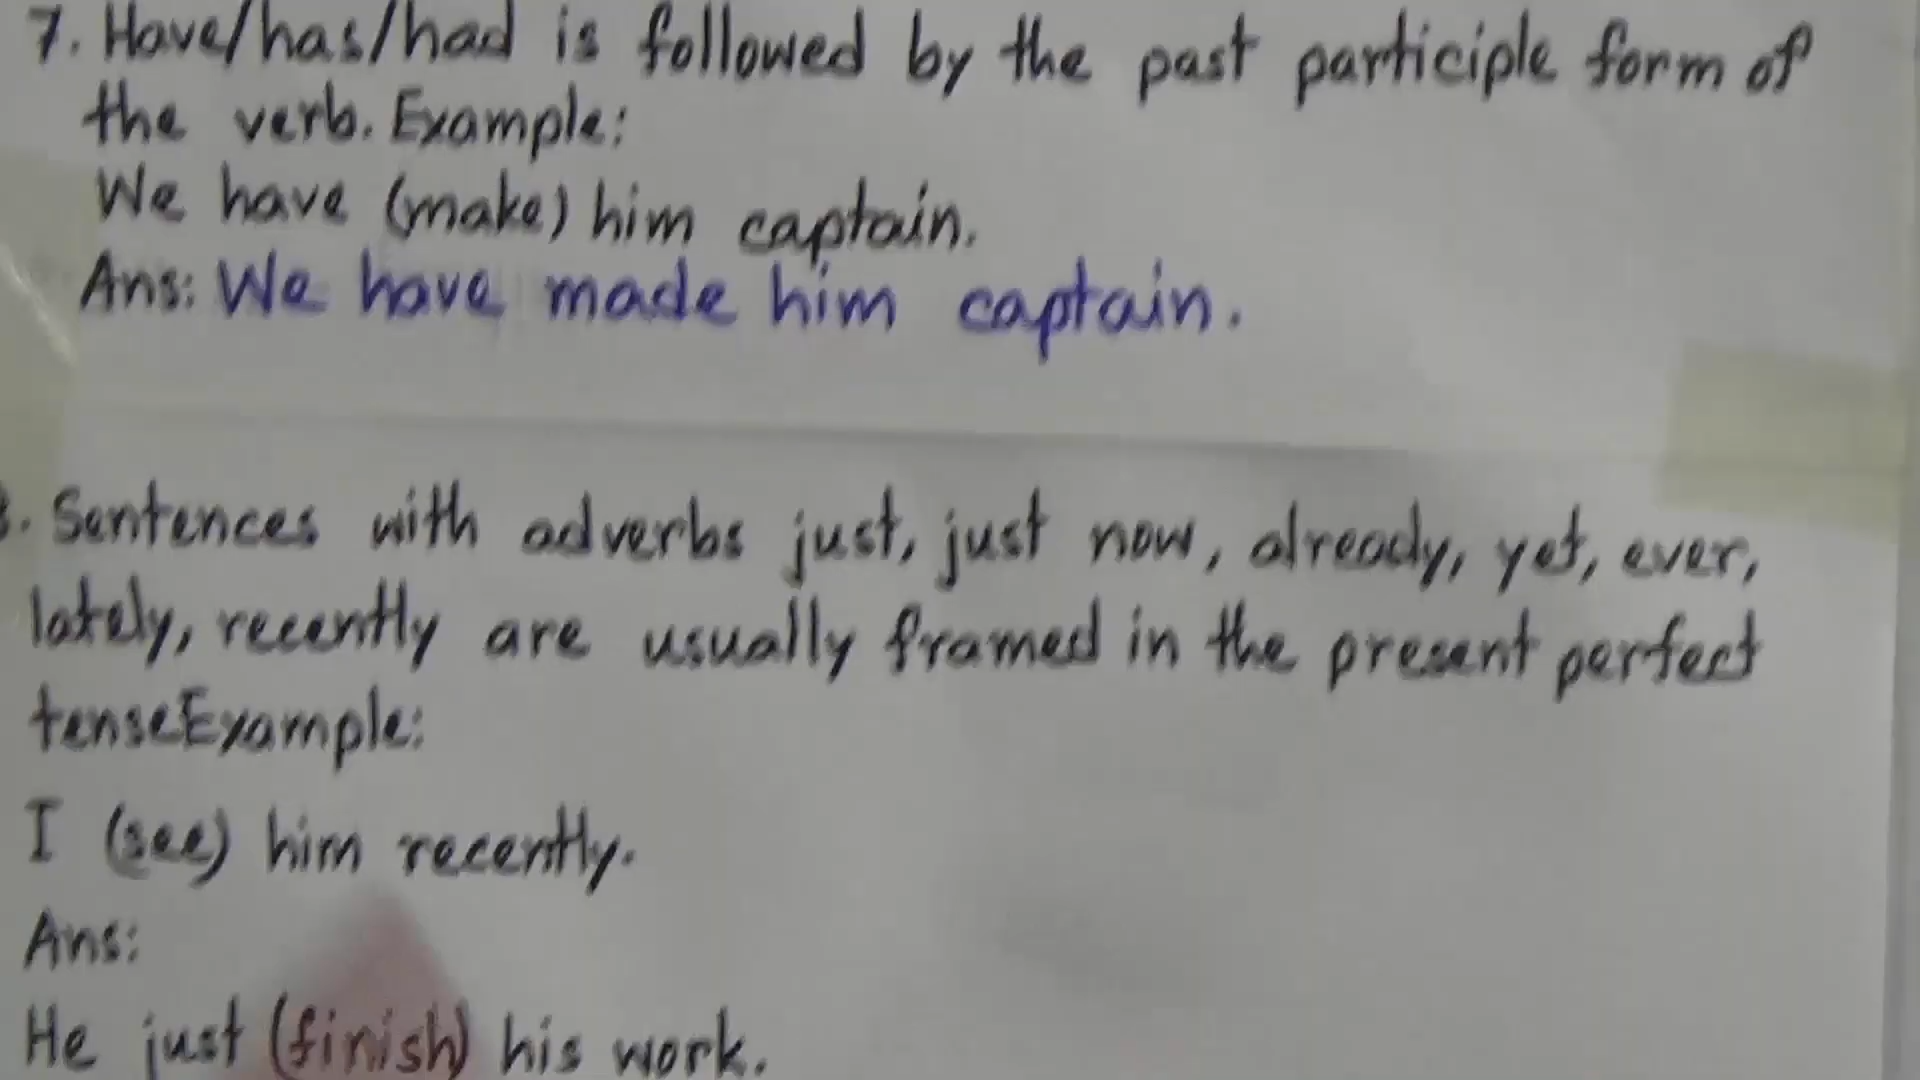 7. Have/has/had is followed by the past participle form of
the verb. Example:
We have (make) him captain.
Ans: We have made him captain.
. Sentences with adverbs just, just now, already, yet, ever,
lately, recently are usually framed in the present perfect
tenseExample:
I (see) him recently.
Ans:
He just (finish) his work.